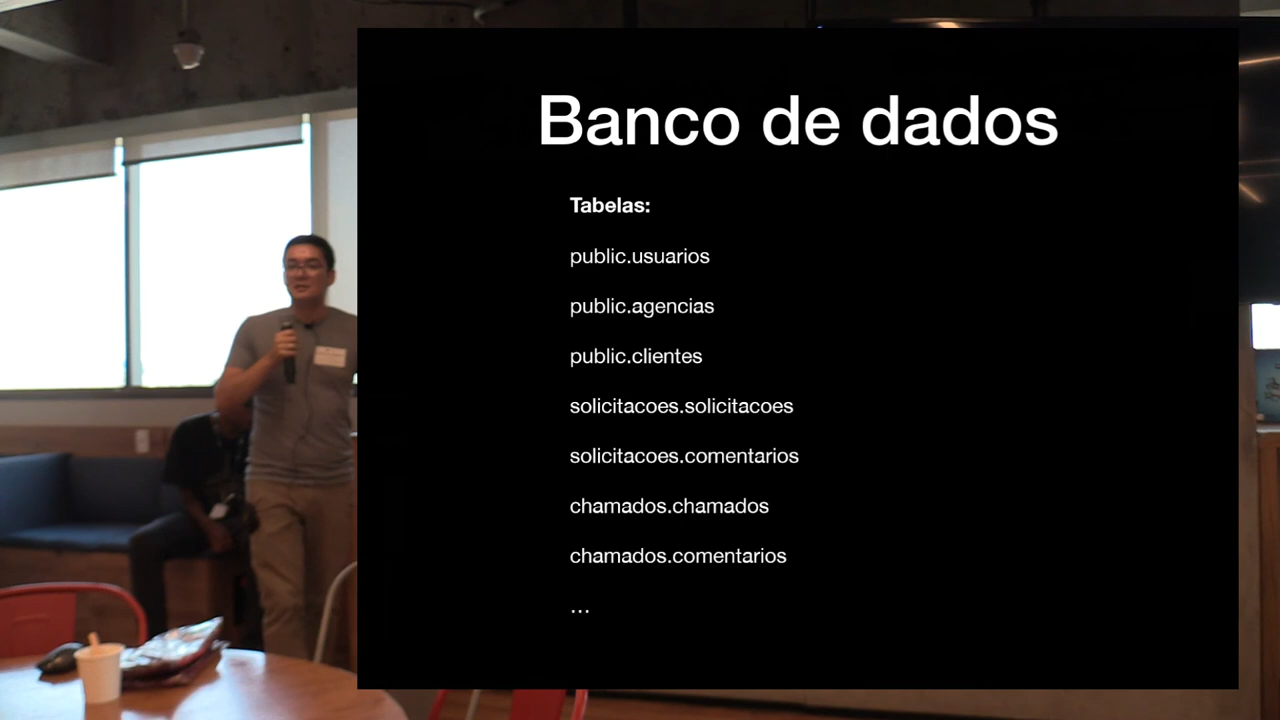 Banco de dados
Tabelas:
public.usuarios
public.agencias
public.clientes
solicitacoes.solicitacoes
solicitacoes.comentarios
chamados.chamados
chamados.comentarios
...